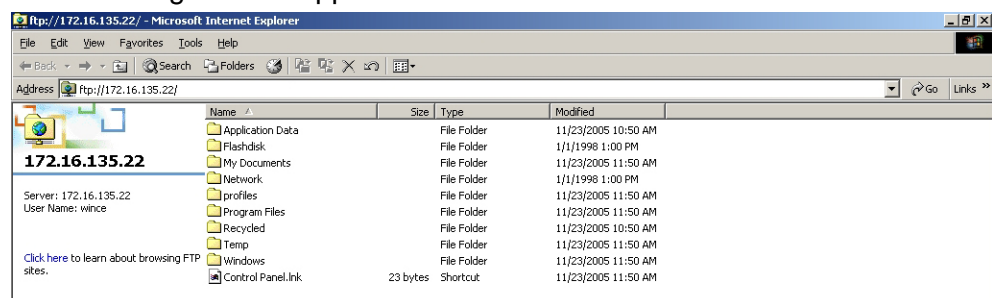 ftp://172.16.135.22/ - Microsoft Internet Explorer
File Edit View Favorites Tools Help
Back Search Folders
Address ftp://172.16.135.22/ Go Links »
Name Size Type Modified
Application Data File Folder 11/23/2005 10:50 AM
Flashdisk File Folder 1/1/1998 1:00 PM
172.16.135.22
My Documents File Folder 11/23/2005 11:50 AM
Network File Folder 1/1/1998 1:00 PM
Server: 172.16.135.22
profiles File Folder 11/23/2005 11:50 AM
User Name: wince
Program Files File Folder 11/23/2005 11:50 AM
Recycled File Folder 11/23/2005 10:50 AM
Temp File Folder 11/23/2005 11:50 AM
Click here to learn about browsing FTP
sites.
Windows File Folder 11/23/2005 11:50 AM
Control Panel.lnk 23 bytes Shortcut 11/23/2005 11:50 AM